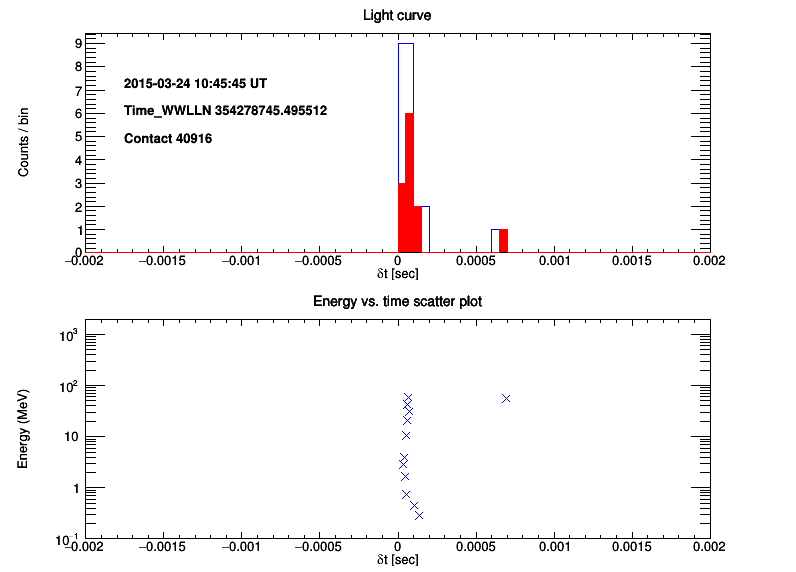 Light curve
Counts / bin
9
8
7
6
5
4
3
2
1
0
2015-03-24 10:45:45 UT
Time_WWLLN 354278745.495512
Contact 40916
−0.002 −0.0015 −0.001 −0.0005 0 0.0005 0.001 0.0015 0.002
δt [sec]
Energy vs. time scatter plot
Energy (MeV)
10³
10²
10
1
10⁻¹
−0.002 −0.0015 −0.001 −0.0005 0 0.0005 0.001 0.0015 0.002
δt [sec]